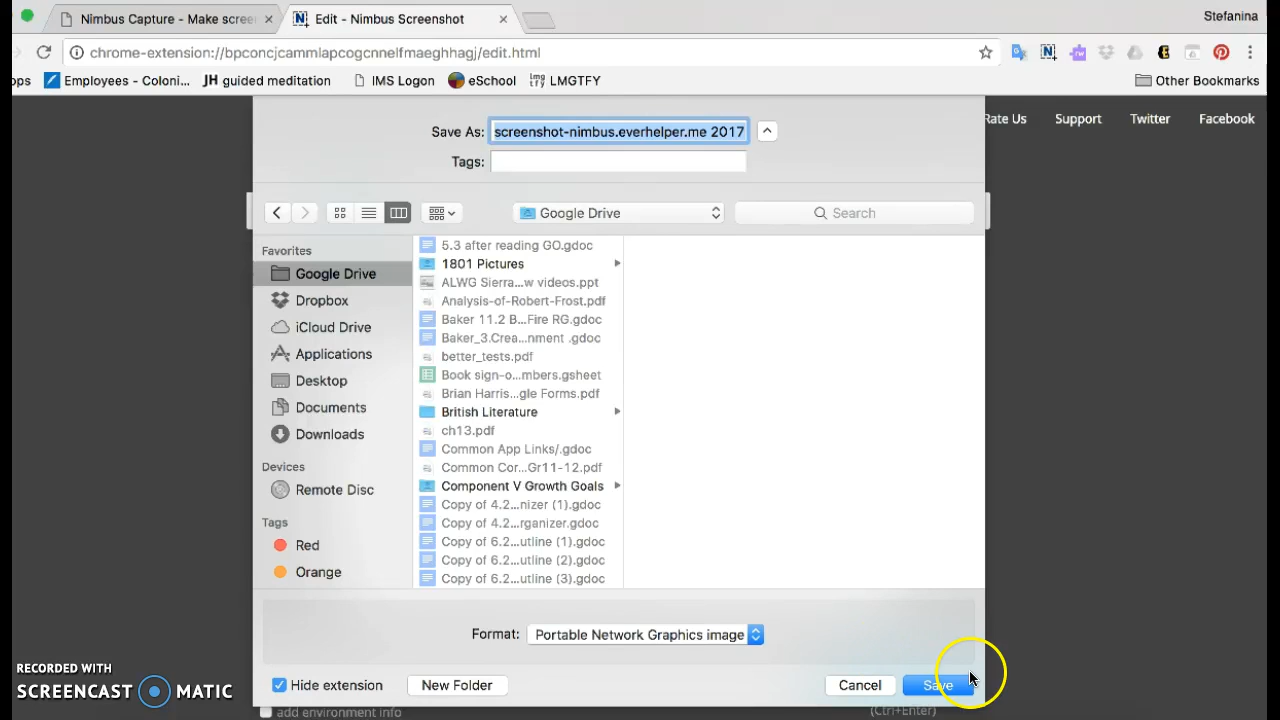 Nimbus Capture - Make scree
Edit - Nimbus Screenshot
Stefanina
chrome-extension://bpconcjcammlapcogcnnelfmaeghhagj/edit.html
ops
Employees - Coloni...
JH guided meditation
IMS Logon
eSchool
lmg tfy LMGTFY
Other Bookmarks
Rate Us
Support
Twitter
Facebook
Save As: screenshot-nimbus.everhelper.me 2017
Tags:
Google Drive
Search
Favorites
Google Drive
Dropbox
iCloud Drive
Applications
Desktop
Documents
Downloads
Devices
Remote Disc
Tags
Red
Orange
5.3 after reading GO.gdoc
1801 Pictures
ALWG Sierra...w videos.ppt
Analysis-of-Robert-Frost.pdf
Baker 11.2 B...Fire RG.gdoc
Baker_3.Crea...nment .gdoc
better_tests.pdf
Book sign-o...mbers.gsheet
Brian Harris...gle Forms.pdf
British Literature
ch13.pdf
Common App Links/.gdoc
Common Cor...Gr11-12.pdf
Component V Growth Goals
Copy of 4.2...nizer (1).gdoc
Copy of 4.2...rganizer.gdoc
Copy of 6.2...utline (1).gdoc
Copy of 6.2...utline (2).gdoc
Copy of 6.2...utline (3).gdoc
Format: Portable Network Graphics image
Hide extension
New Folder
Cancel
Save
add environment info
(Ctrl+Enter)
RECORDED WITH
SCREENCAST MATIC